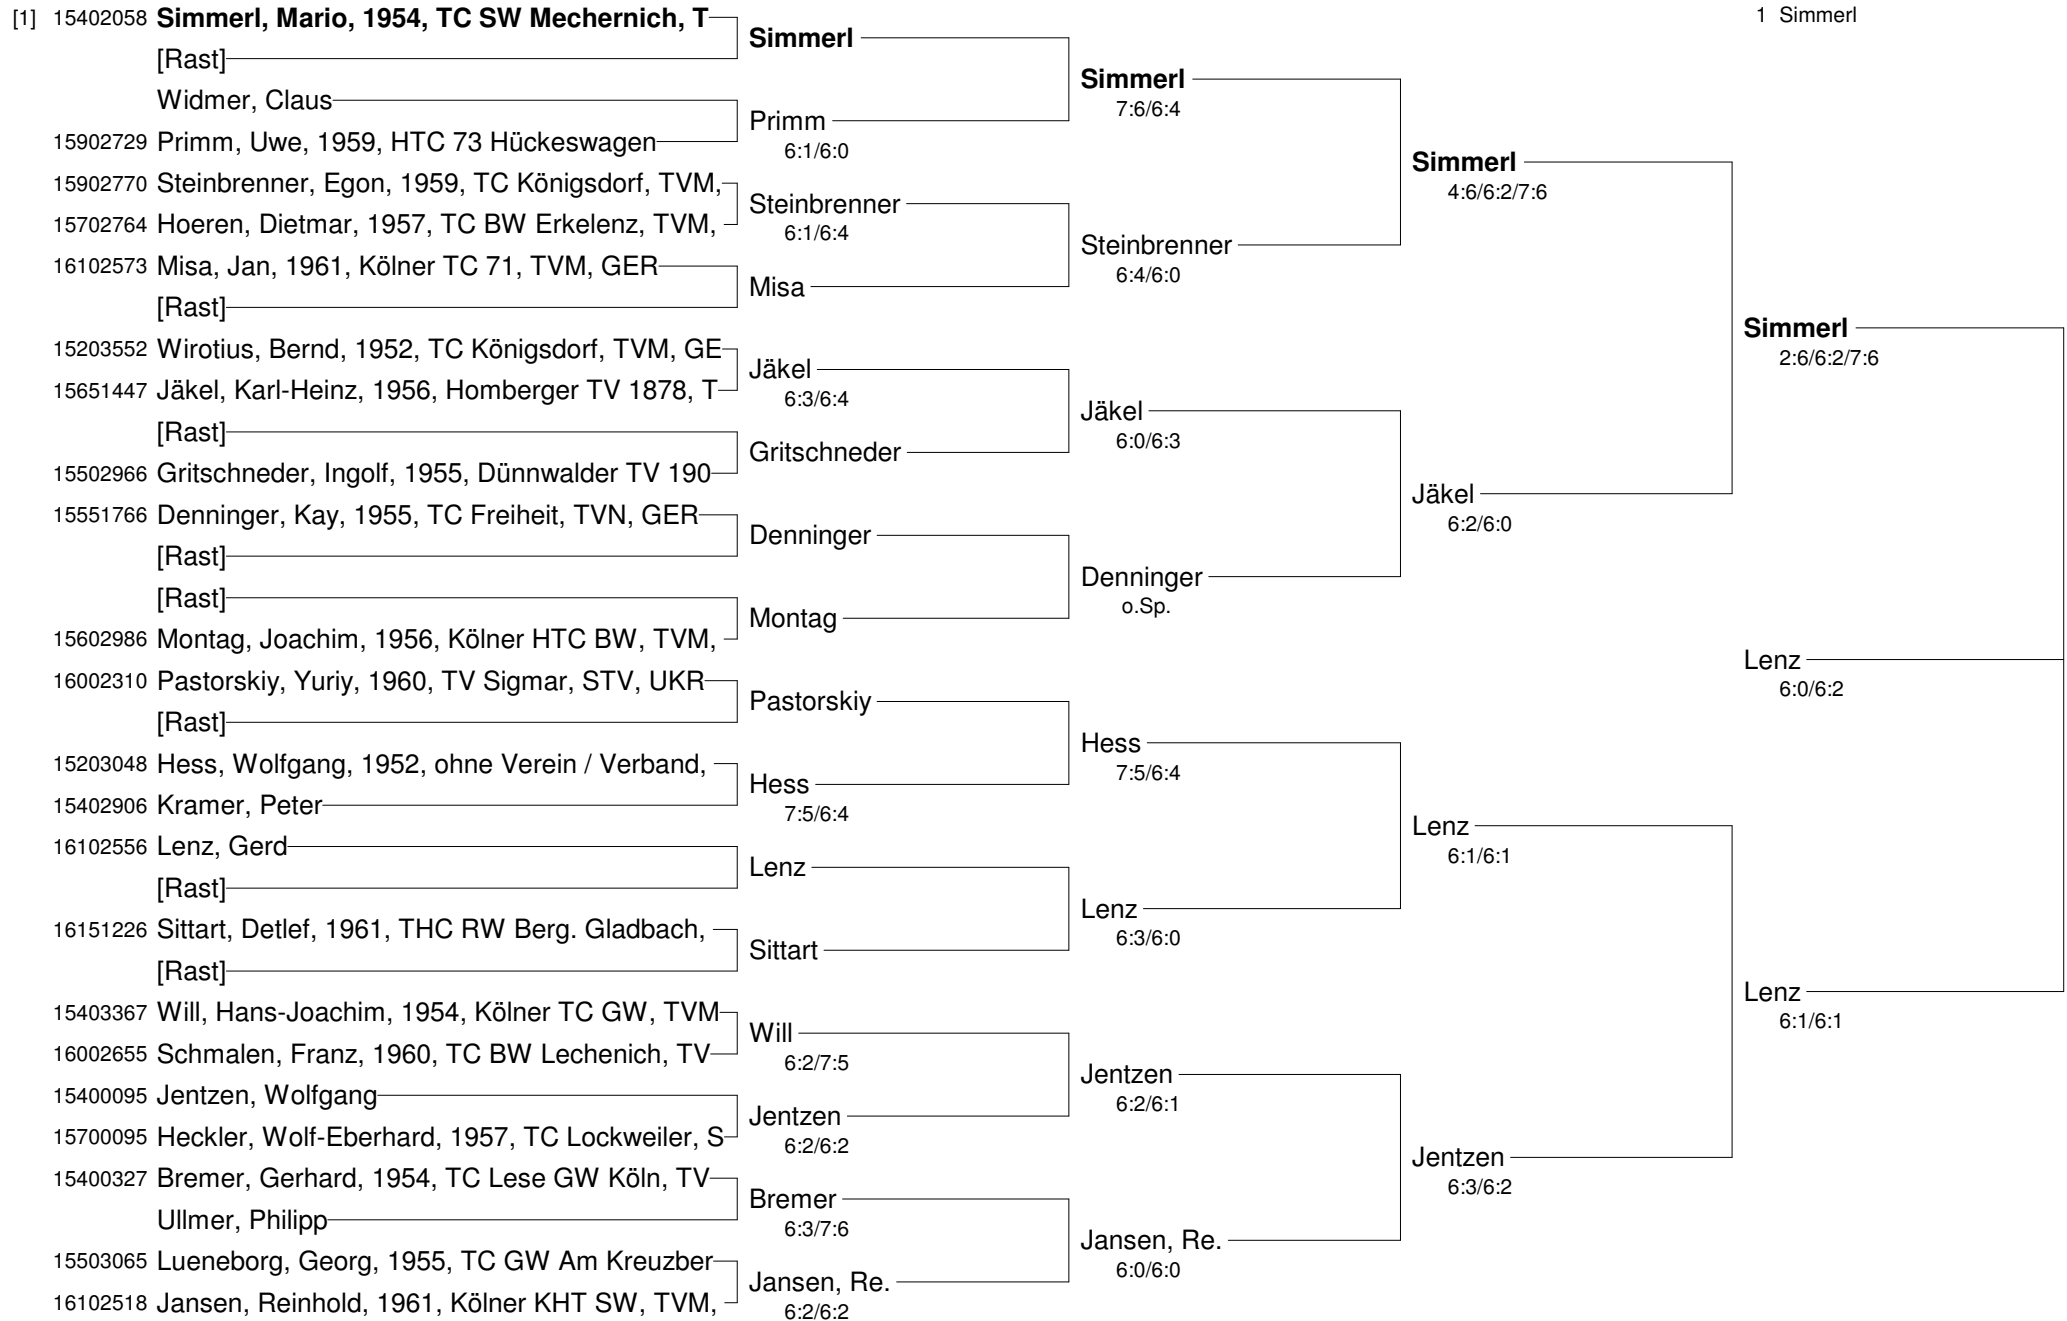 [1] 15402058 Simmerl, Mario, 1954, TC SW Mechernich, T
[Rast]
Widmer, Claus
15902729 Primm, Uwe, 1959, HTC 73 Hückeswagen
15902770 Steinbrenner, Egon, 1959, TC Königsdorf, TVM,
15702764 Hoeren, Dietmar, 1957, TC BW Erkelenz, TVM,
16102573 Misa, Jan, 1961, Kölner TC 71, TVM, GER
[Rast]
15203552 Wirotius, Bernd, 1952, TC Königsdorf, TVM, GE
15651447 Jäkel, Karl-Heinz, 1956, Homberger TV 1878, T
[Rast]
15502966 Gritschneder, Ingolf, 1955, Dünnwalder TV 190
15551766 Denninger, Kay, 1955, TC Freiheit, TVN, GER
[Rast]
[Rast]
15602986 Montag, Joachim, 1956, Kölner HTC BW, TVM,
16002310 Pastorskiy, Yuriy, 1960, TV Sigmar, STV, UKR
[Rast]
15203048 Hess, Wolfgang, 1952, ohne Verein / Verband,
15402906 Kramer, Peter
16102556 Lenz, Gerd
[Rast]
16151226 Sittart, Detlef, 1961, THC RW Berg. Gladbach,
[Rast]
15403367 Will, Hans-Joachim, 1954, Kölner TC GW, TVM
16002655 Schmalen, Franz, 1960, TC BW Lechenich, TV
15400095 Jentzen, Wolfgang
15700095 Heckler, Wolf-Eberhard, 1957, TC Lockweiler, S
15400327 Bremer, Gerhard, 1954, TC Lese GW Köln, TV
Ullmer, Philipp
15503065 Lueneborg, Georg, 1955, TC GW Am Kreuzber
16102518 Jansen, Reinhold, 1961, Kölner KHT SW, TVM,
Simmerl
Primm
6:1/6:0
Steinbrenner
6:1/6:4
Misa
Jäkel
6:3/6:4
Gritschneder
Denninger
Montag
Pastorskiy
Hess
7:5/6:4
Lenz
Sittart
Will
6:2/7:5
Jentzen
6:2/6:2
Bremer
6:3/7:6
Jansen, Re.
6:2/6:2
Simmerl
7:6/6:4
Steinbrenner
6:4/6:0
Jäkel
6:0/6:3
Denninger
o.Sp.
Hess
7:5/6:4
Lenz
6:3/6:0
Jentzen
6:2/6:1
Jansen, Re.
6:0/6:0
Simmerl
4:6/6:2/7:6
Jäkel
6:2/6:0
Lenz
6:1/6:1
Jentzen
6:3/6:2
1 Simmerl
Simmerl
2:6/6:2/7:6
Lenz
6:0/6:2
Lenz
6:1/6:1